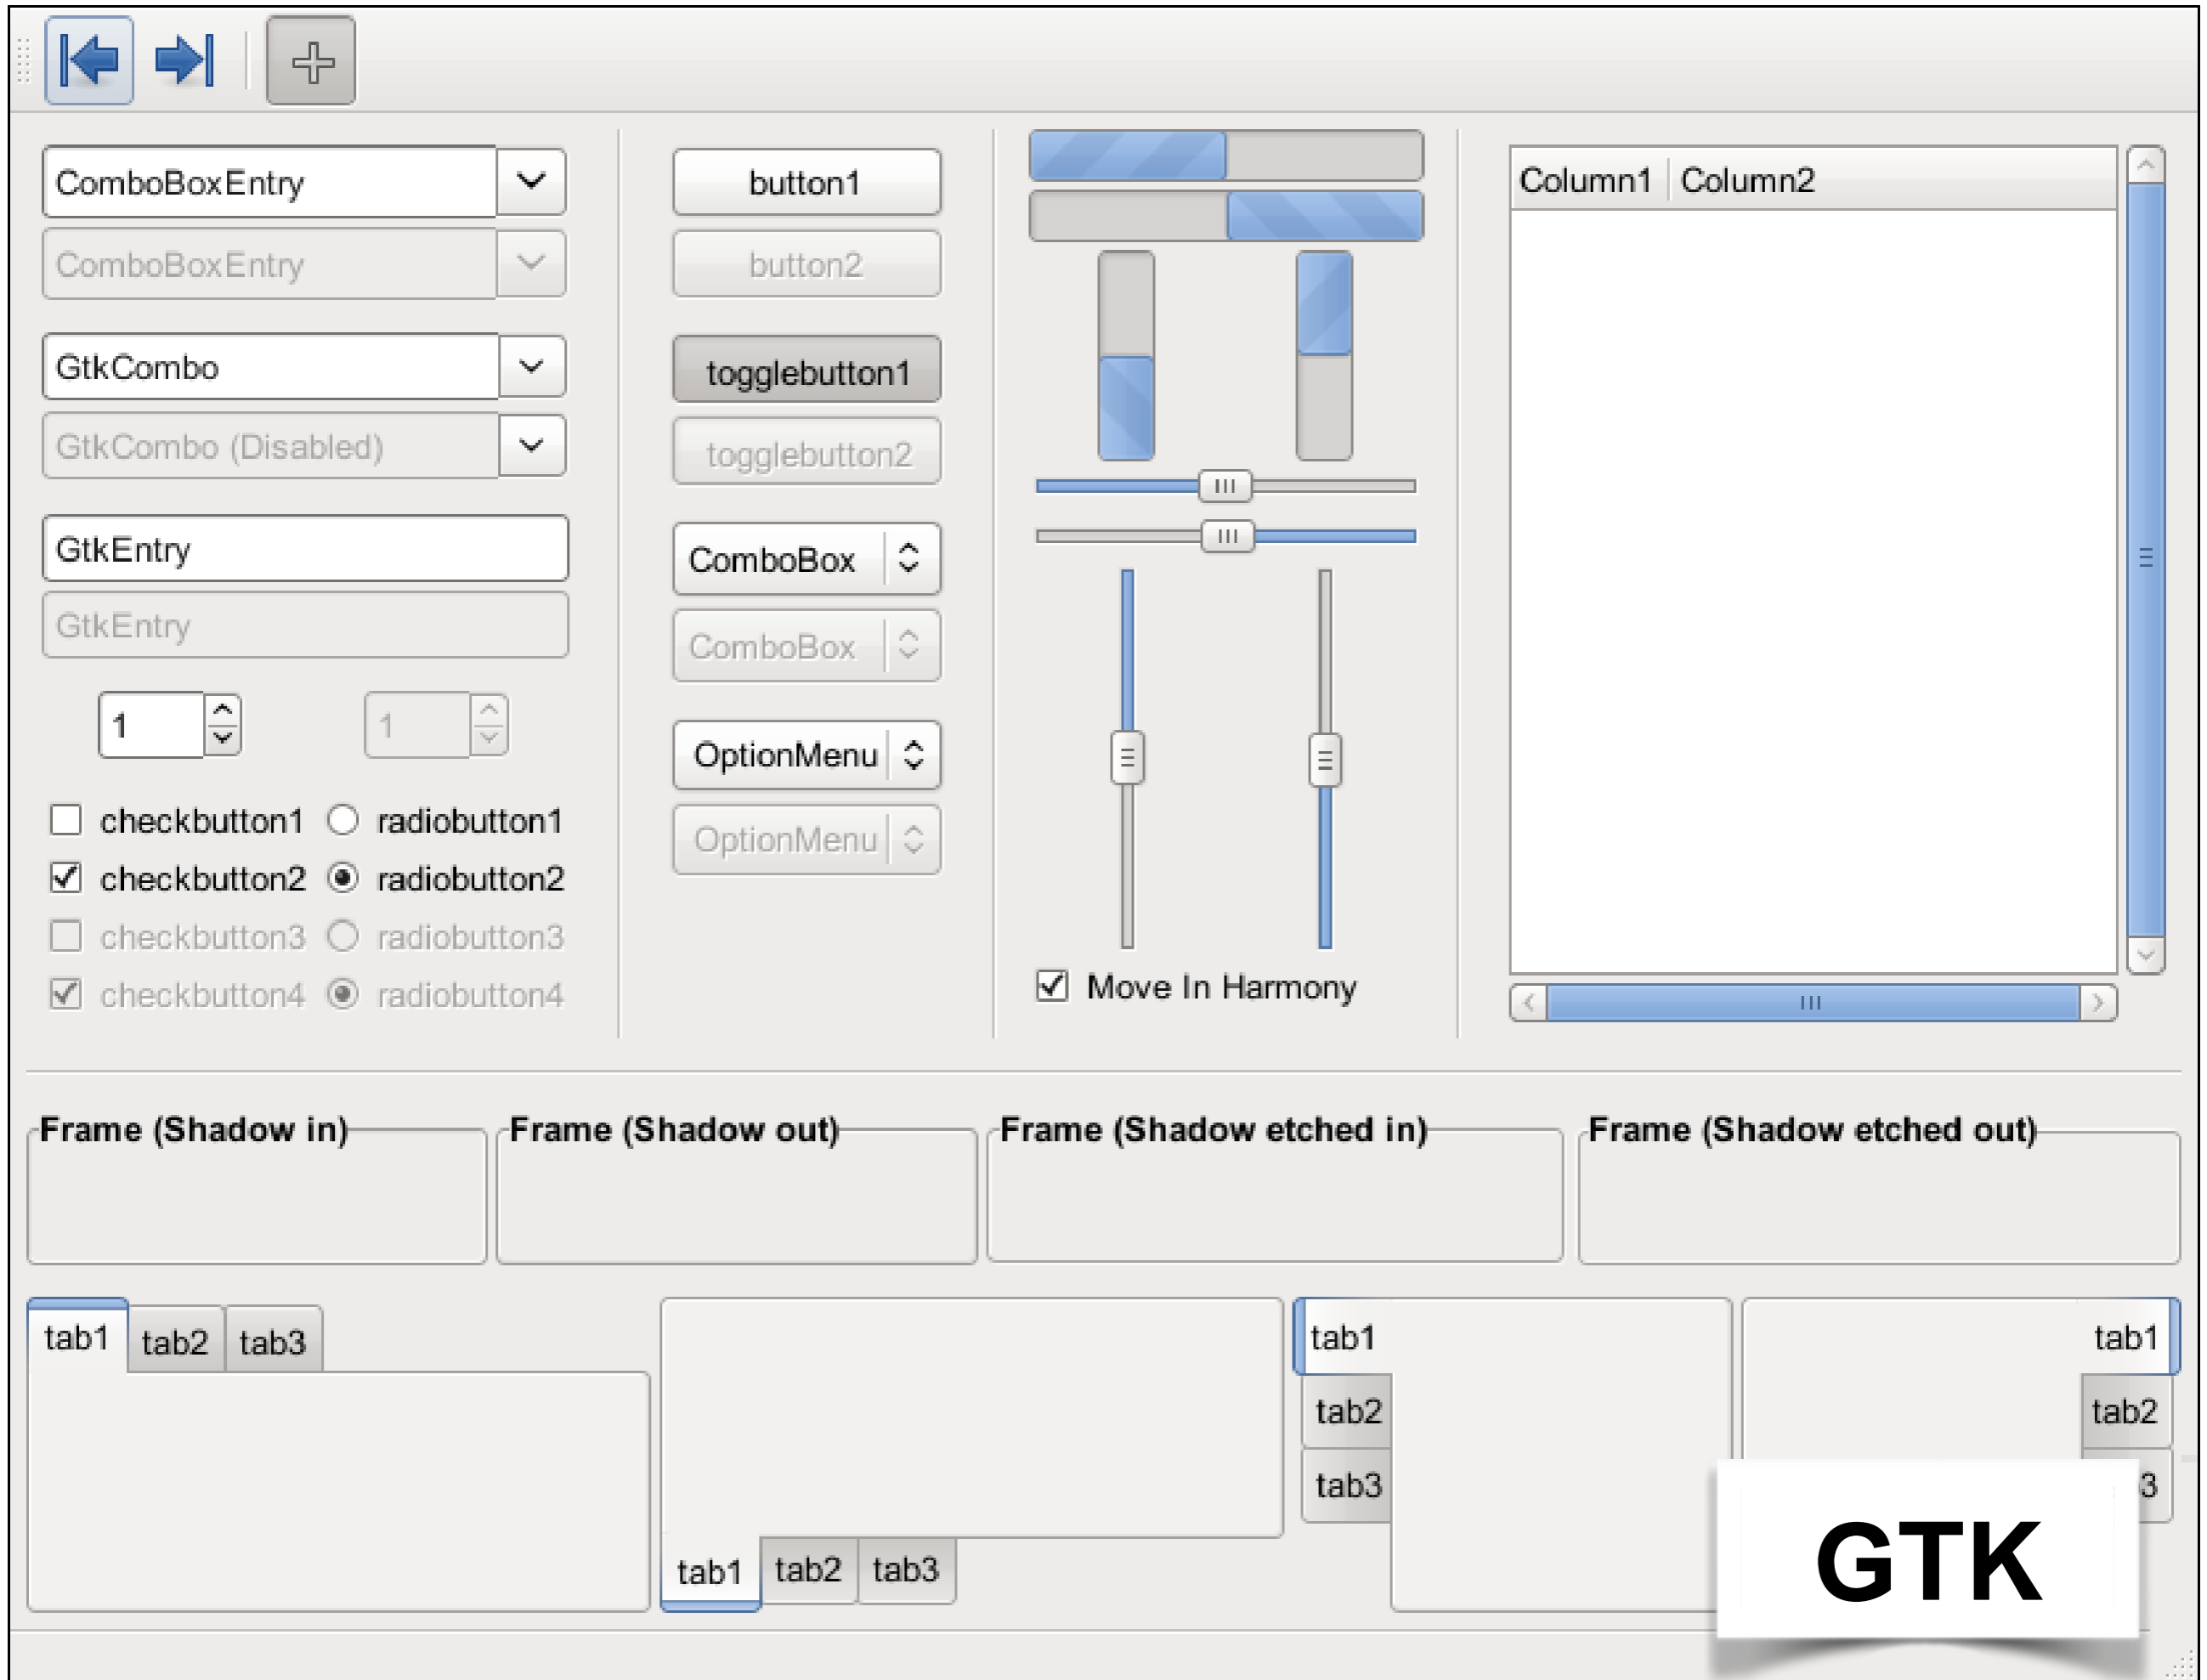 ComboBoxEntry
ComboBoxEntry
GtkCombo
GtkCombo (Disabled)
GtkEntry
GtkEntry
1
1
checkbutton1
radiobutton1
checkbutton2
radiobutton2
checkbutton3
radiobutton3
checkbutton4
radiobutton4
button1
button2
togglebutton1
togglebutton2
ComboBox
ComboBox
OptionMenu
OptionMenu
Move In Harmony
Column1
Column2
Frame (Shadow in)
Frame (Shadow out)
Frame (Shadow etched in)
Frame (Shadow etched out)
tab1
tab2
tab3
tab1
tab2
tab3
tab1
tab2
tab3
tab1
tab2
3
GTK